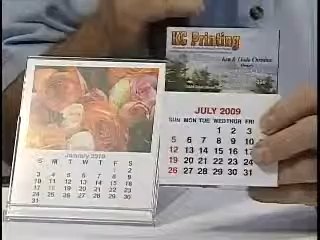 KC Printing
JULY 2009
SUN MON TUE WED THUR FRI
1 2 3
5 6 7 8 9 10
12 13 14 15 16 17
19 20 21 22 23 24
26 27 28 29 30 31
January 2010
S M T W T F S
1 2
3 4 5 6 7 8 9
10 11 12 13 14 15 16
17 18 19 20 21 22 23
24 25 26 27 28 29 30
31